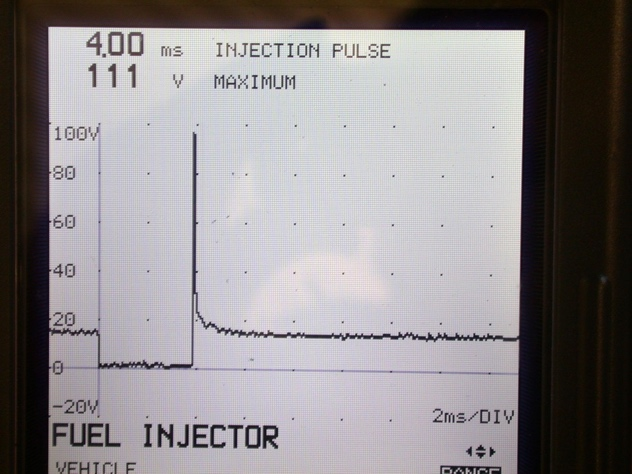 4.00 ms INJECTION PULSE
111 V MAXIMUM
100V
80
60
40
20
0
-20V
2ms/DIV
FUEL INJECTOR
VEHICLE
RANGE